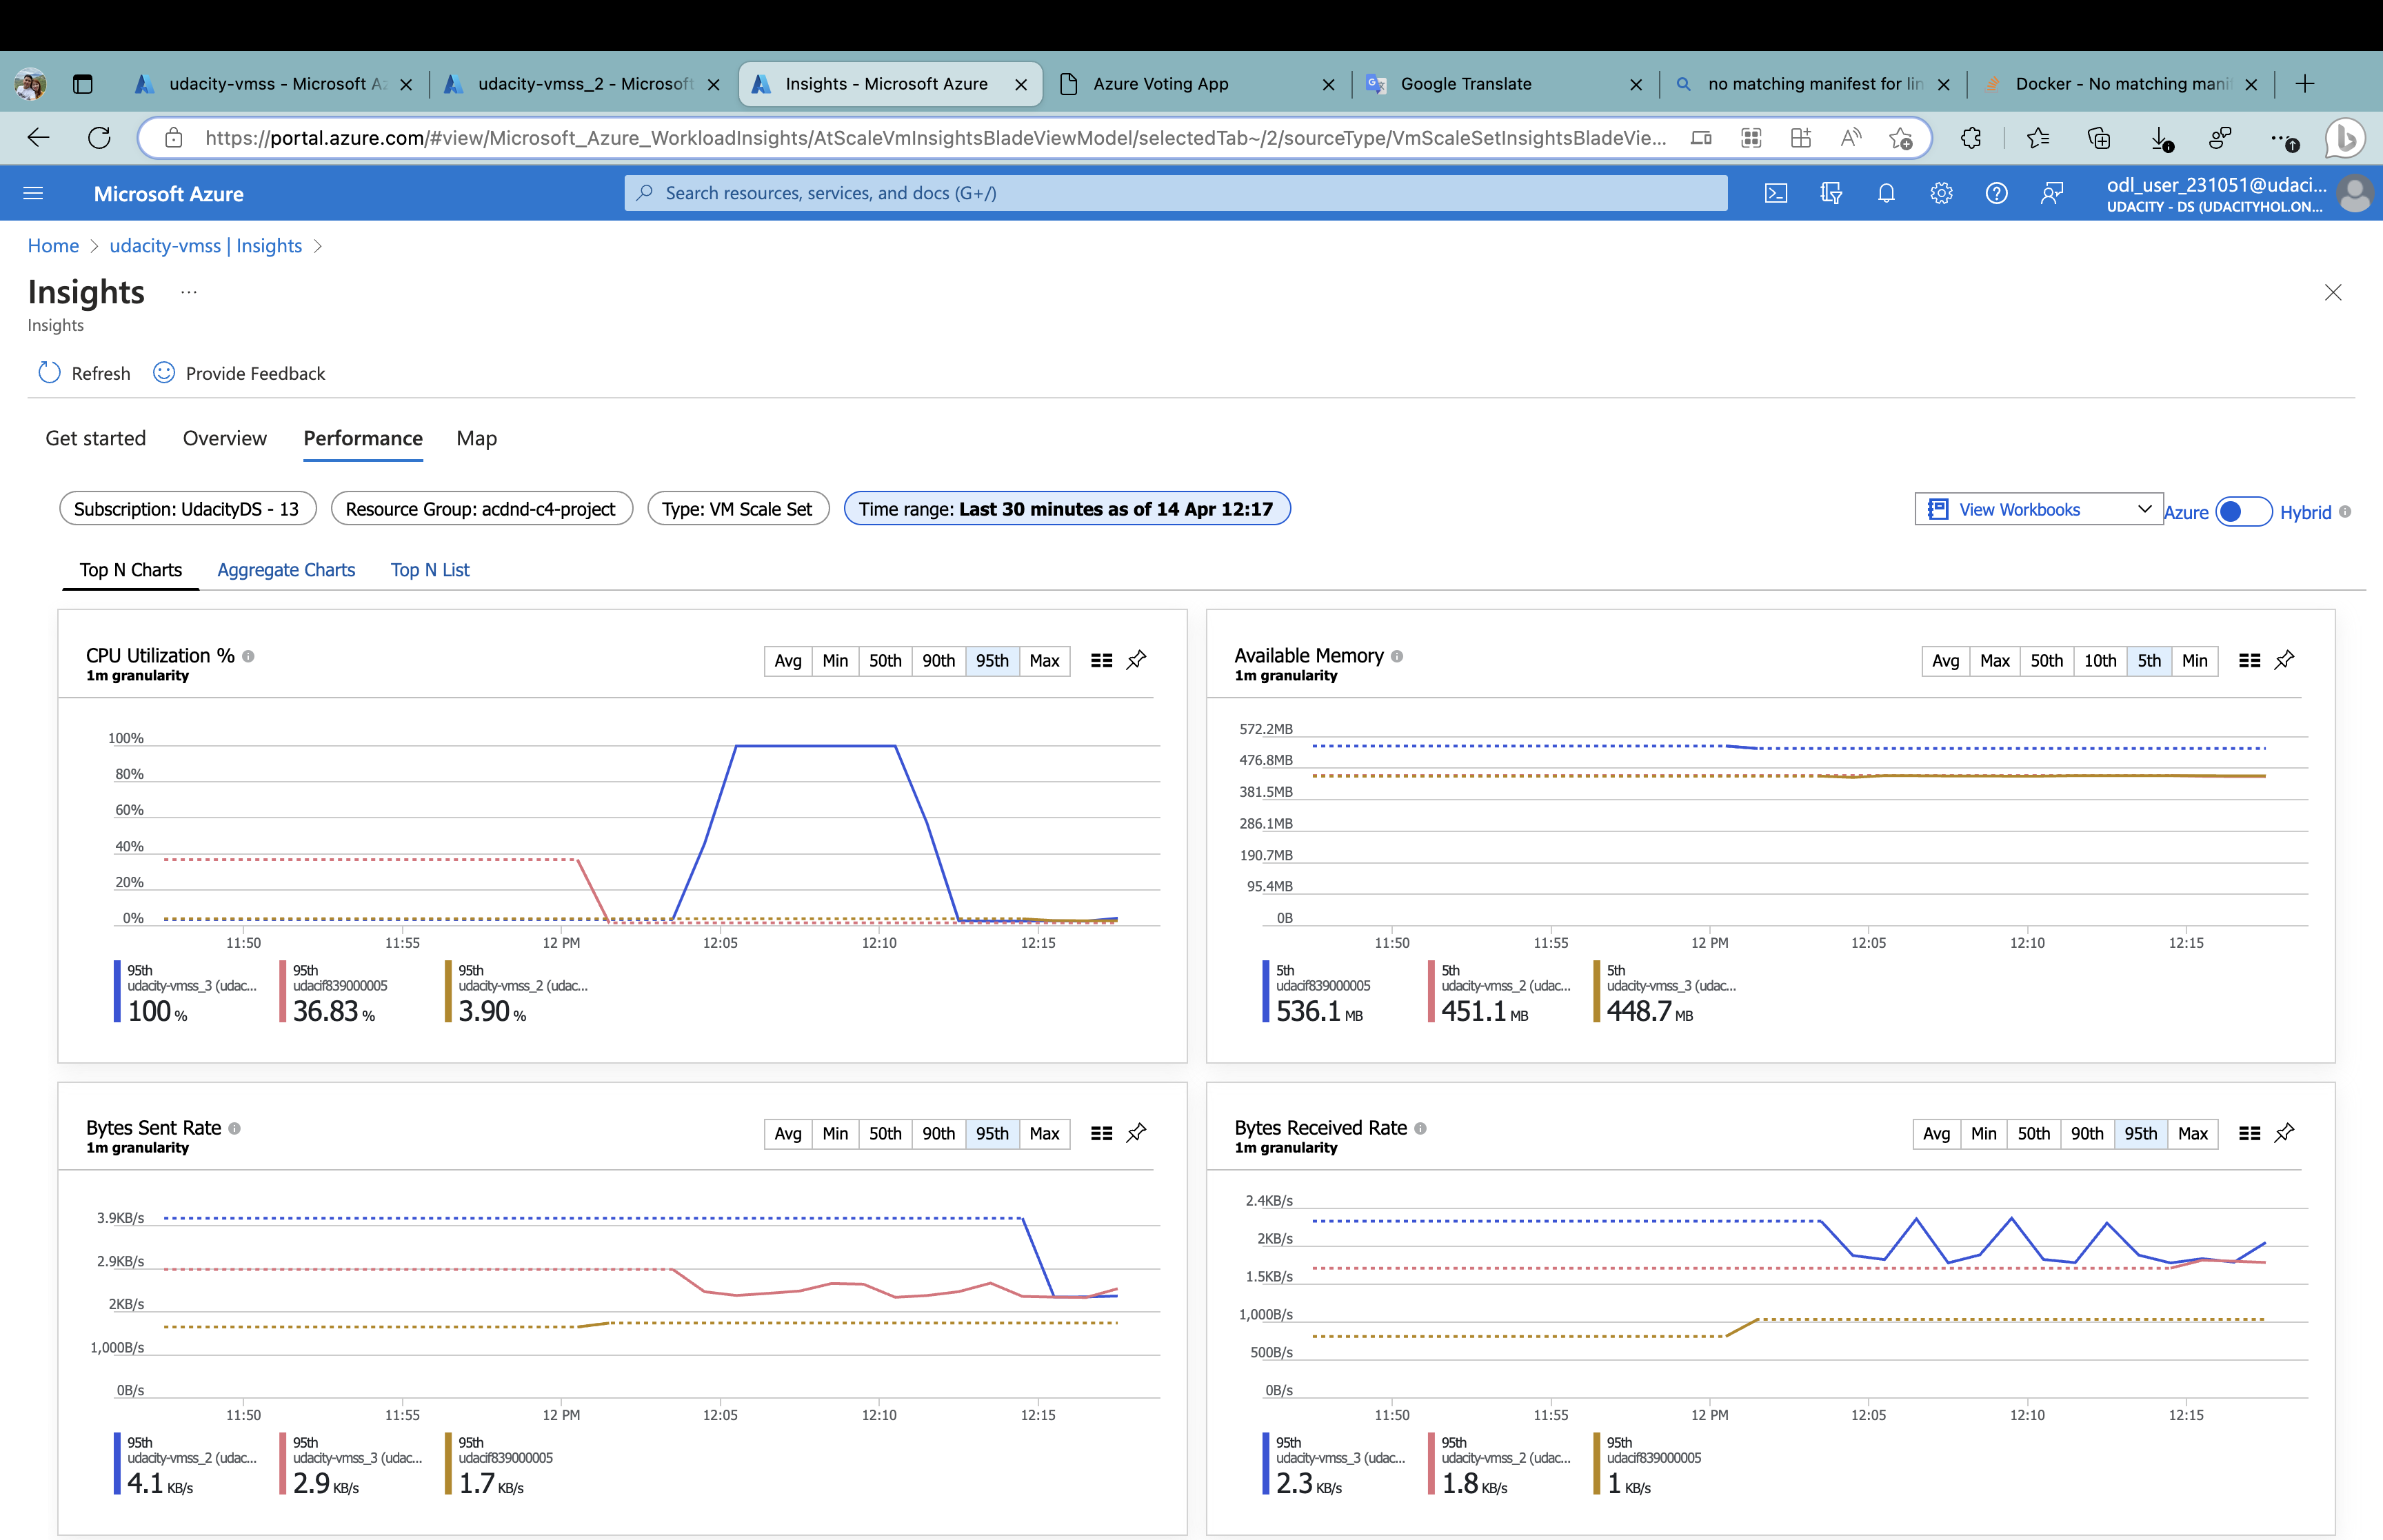 udacity-vmss - Microsoft Az
udacity-vmss_2 - Microsoft
Insights - Microsoft Azure
Azure Voting App
Google Translate
no matching manifest for lin
Docker - No matching manif
https://portal.azure.com/#view/Microsoft_Azure_WorkloadInsights/AtScaleVmInsightsBladeViewModel/selectedTab~/2/sourceType/VmScaleSetInsightsBladeVie...
Microsoft Azure
Search resources, services, and docs (G+/)
odl_user_231051@udaci...
UDACITY - DS (UDACITYHOL.ON...
Home > udacity-vmss | Insights >
Insights ...
Insights
Refresh Provide Feedback
Get started Overview Performance Map
Subscription: UdacityDS - 13 Resource Group: acdnd-c4-project Type: VM Scale Set Time range: Last 30 minutes as of 14 Apr 12:17
View Workbooks
Azure Hybrid
Top N Charts Aggregate Charts Top N List
CPU Utilization %
1m granularity
Avg Min 50th 90th 95th Max
100%
80%
60%
40%
20%
0%
11:50 11:55 12 PM 12:05 12:10 12:15
95th
udacity-vmss_3 (udac...
100 %
95th
udacif839000005
36.83 %
95th
udacity-vmss_2 (udac...
3.90 %
Available Memory
1m granularity
Avg Max 50th 10th 5th Min
572.2MB
476.8MB
381.5MB
286.1MB
190.7MB
95.4MB
0B
11:50 11:55 12 PM 12:05 12:10 12:15
5th
udacif839000005
536.1 MB
5th
udacity-vmss_2 (udac...
451.1 MB
5th
udacity-vmss_3 (udac...
448.7 MB
Bytes Sent Rate
1m granularity
Avg Min 50th 90th 95th Max
3.9KB/s
2.9KB/s
2KB/s
1,000B/s
0B/s
11:50 11:55 12 PM 12:05 12:10 12:15
95th
udacity-vmss_2 (udac...
4.1 KB/s
95th
udacity-vmss_3 (udac...
2.9 KB/s
95th
udacif839000005
1.7 KB/s
Bytes Received Rate
1m granularity
Avg Min 50th 90th 95th Max
2.4KB/s
2KB/s
1.5KB/s
1,000B/s
500B/s
0B/s
11:50 11:55 12 PM 12:05 12:10 12:15
95th
udacity-vmss_3 (udac...
2.3 KB/s
95th
udacity-vmss_2 (udac...
1.8 KB/s
95th
udacif839000005
1 KB/s